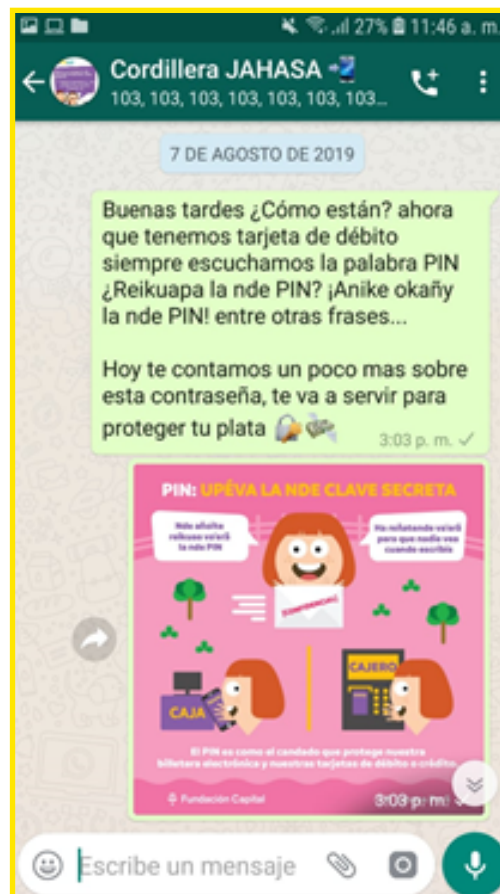 27% 11:46 a. m.
Cordillera JAHASA
103, 103, 103, 103, 103, 103, 103...
7 DE AGOSTO DE 2019
Buenas tardes ¿Cómo están? ahora
que tenemos tarjeta de débito
siempre escuchamos la palabra PIN
¿Reikuapa la nde PIN? ¡Anike okañy
la nde PIN! entre otras frases...
Hoy te contamos un poco mas sobre
esta contraseña, te va a servir para
proteger tu plata
3:03 p. m.
PIN: UPÉVA LA NDE CLAVE SECRETA
Nde añoite
reikuaa va'erã
la nde PIN
para que nadie vea
cuando escribís
CONFIDENCIAL
CAJA
CAJERO
El PIN es como el candado que protege nuestra
billetera electrónica y nuestras tarjetas de débito o crédito.
Fundación Capital
3:03 p. m.
Escribe un mensaje